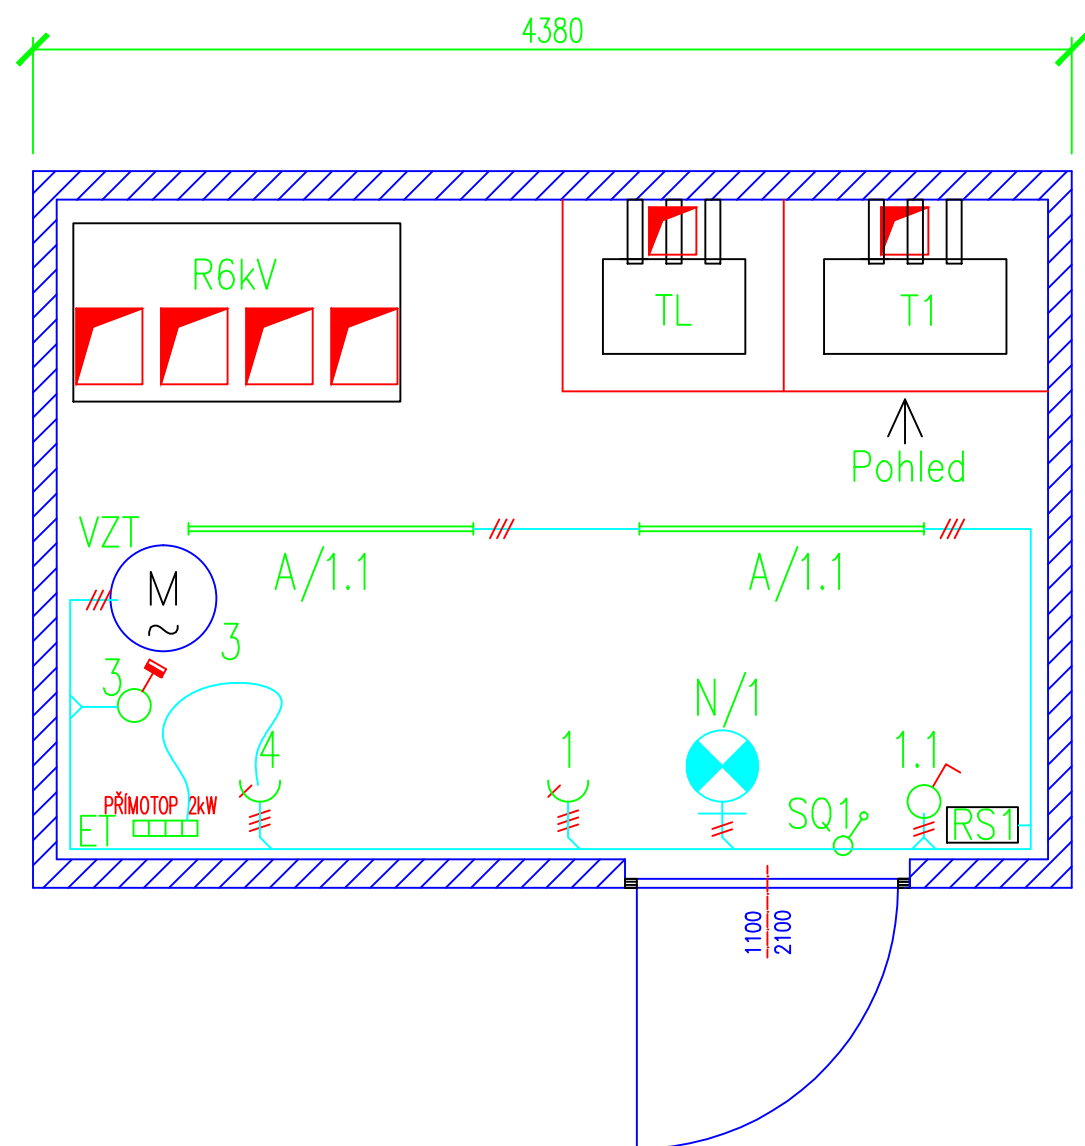 4380
R6kV
TL
T1
Pohled
VZT
A/1.1
A/1.1
M
~
3
3
N/1
4
1
1.1
PŘÍMOTOP 2kW
SQ1
ET
RS1
1100
2100